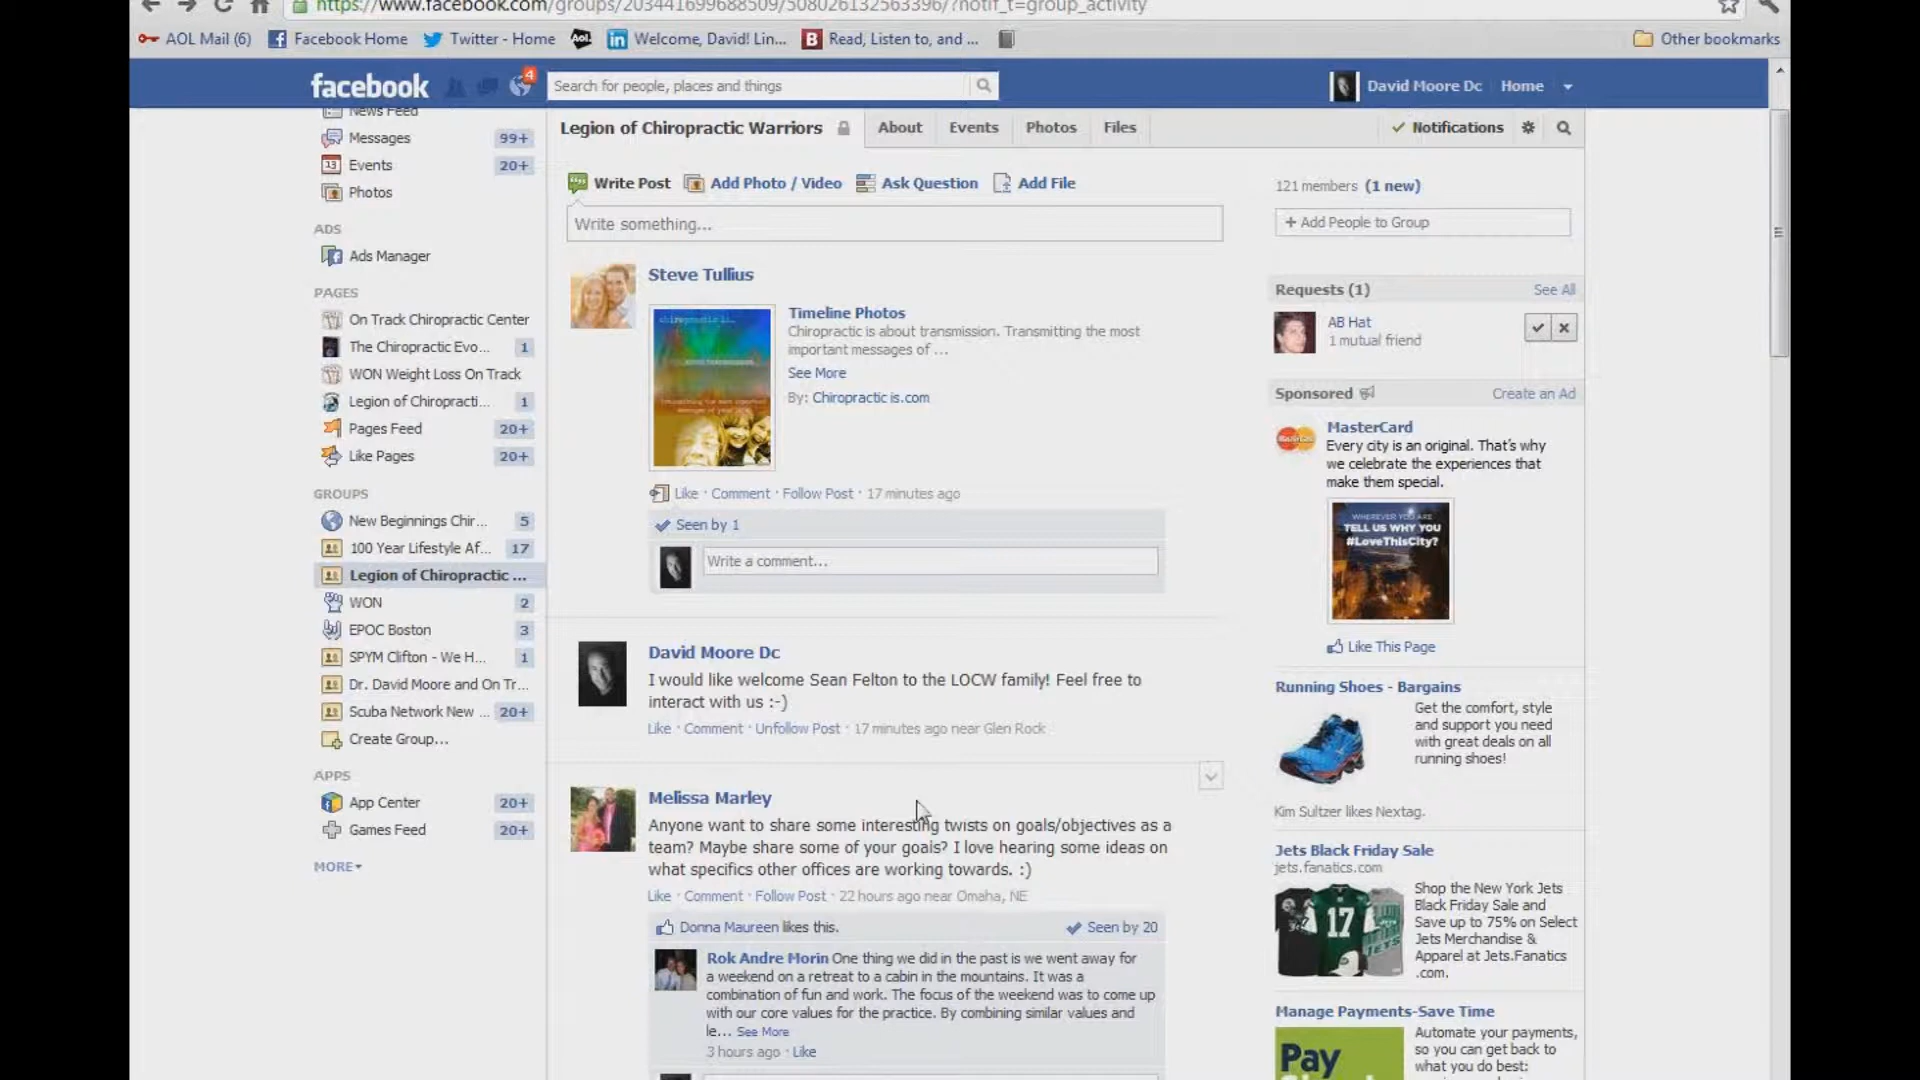 https://www.facebook.com/groups/203441699688509/508026132563396/?notif_t=group_activity
AOL Mail (6)
Facebook Home
Twitter - Home
Aol
Welcome, David! Lin...
Read, Listen to, and ...
Other bookmarks
facebook
4
Search for people, places and things
David Moore Dc
Home
News Feed
Messages 99+
Events 20+
Photos
ADS
Ads Manager
PAGES
On Track Chiropractic Center
The Chiropractic Evo... 1
WON Weight Loss On Track
Legion of Chiropracti... 1
Pages Feed 20+
Like Pages 20+
GROUPS
New Beginnings Chir... 5
100 Year Lifestyle Af... 17
Legion of Chiropractic ...
WON 2
EPOC Boston 3
SPYM Clifton - We H... 1
Dr. David Moore and On Tr...
Scuba Network New ... 20+
Create Group...
APPS
App Center 20+
Games Feed 20+
MORE
Legion of Chiropractic Warriors
About
Events
Photos
Files
Notifications
Write Post
Add Photo / Video
Ask Question
Add File
Write something...
Steve Tullius
Timeline Photos
Chiropractic is about transmission. Transmitting the most
important messages of ...
See More
By: Chiropractic is.com
Like · Comment · Follow Post · 17 minutes ago
Seen by 1
Write a comment...
David Moore Dc
I would like welcome Sean Felton to the LOCW family! Feel free to
interact with us :-)
Like · Comment · Unfollow Post · 17 minutes ago near Glen Rock
Melissa Marley
Anyone want to share some interesting twists on goals/objectives as a
team? Maybe share some of your goals? I love hearing some ideas on
what specifics other offices are working towards. :)
Like · Comment · Follow Post · 22 hours ago near Omaha, NE
Donna Maureen likes this.
Seen by 20
Rok Andre Morin One thing we did in the past is we went away for
a weekend on a retreat to a cabin in the mountains. It was a
combination of fun and work. The focus of the weekend was to come up
with our core values for the practice. By combining similar values and
le... See More
3 hours ago · Like
121 members (1 new)
+ Add People to Group
Requests (1)
See All
AB Hat
1 mutual friend
Sponsored
Create an Ad
MasterCard
Every city is an original. That's why
we celebrate the experiences that
make them special.
WHEREVER YOU ARE
TELL US WHY YOU
#LoveThisCity?
Like This Page
Running Shoes - Bargains
Get the comfort, style
and support you need
with great deals on all
running shoes!
Kim Sultzer likes Nextag.
Jets Black Friday Sale
jets.fanatics.com
Shop the New York Jets
Black Friday Sale and
Save up to 75% on Select
Jets Merchandise &
Apparel at Jets.Fanatics
.com.
17
Manage Payments-Save Time
Automate your payments,
so you can get back to
what you do best:
Pay